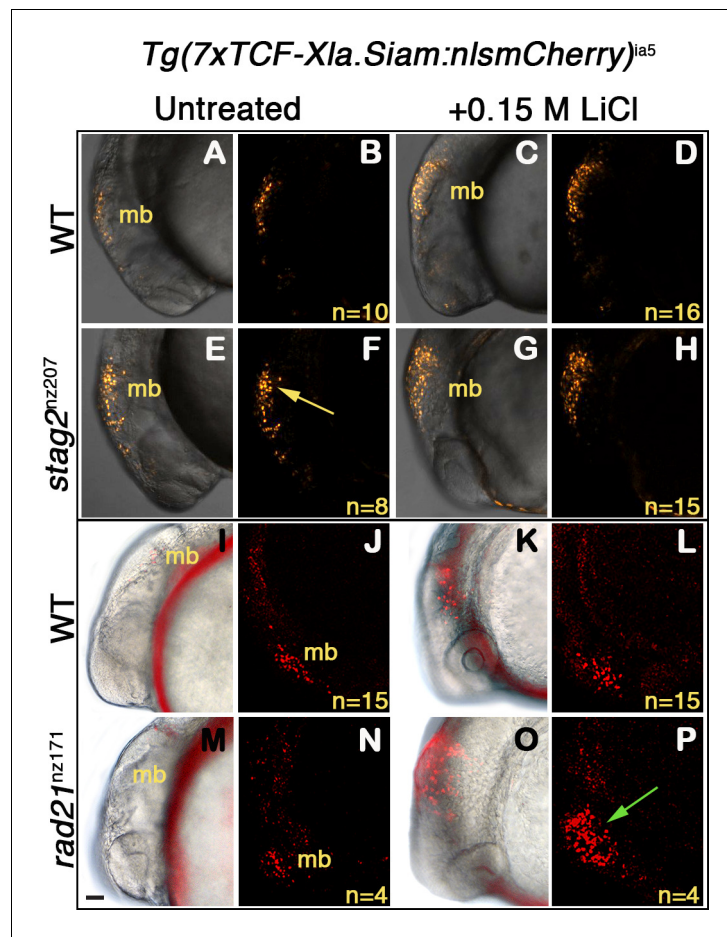 Tg(7xTCF-Xla.Siam:nlsmCherry)ia5
Untreated
+0.15 M LiCl
WT
A
mb
B
n=10
C
mb
D
n=16
stag2nz207
E
mb
F
n=8
G
mb
H
n=15
WT
I
mb
J
mb
n=15
K
L
n=15
rad21nz171
M
mb
N
mb
n=4
O
P
n=4